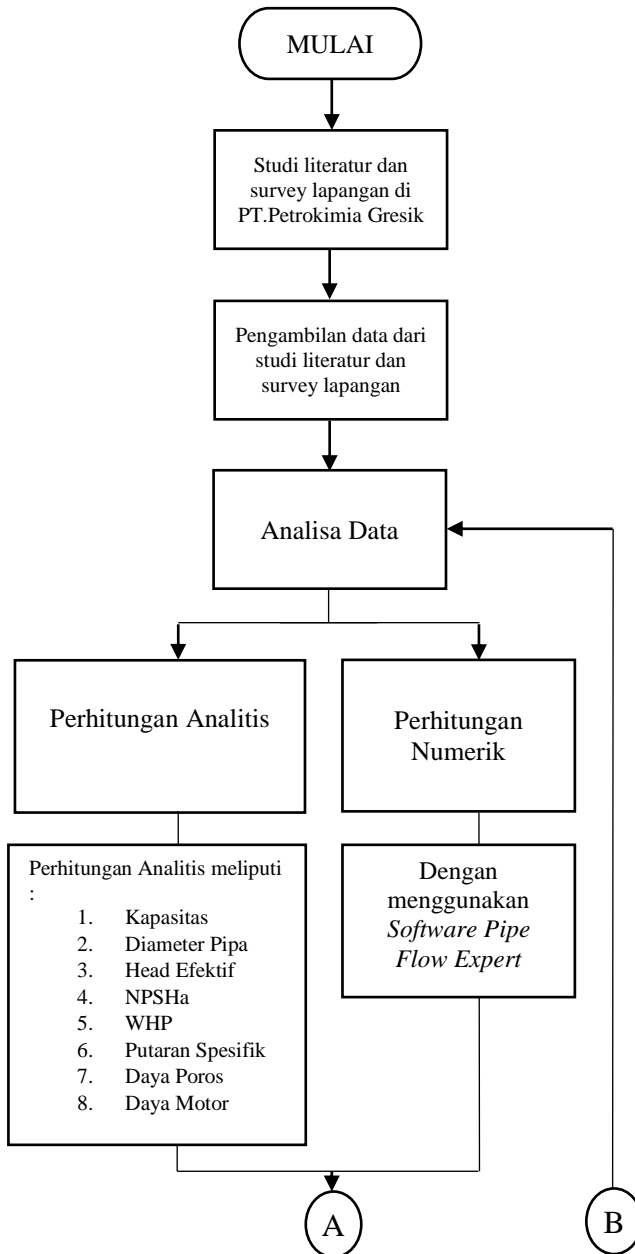 MULAI
Studi literatur dan
survey lapangan di
PT.Petrokimia Gresik
Pengambilan data dari
studi literatur dan
survey lapangan
Analisa Data
Perhitungan Analitis
Perhitungan
Numerik
Perhitungan Analitis meliputi
:
1. Kapasitas
2. Diameter Pipa
3. Head Efektif
4. NPSHa
5. WHP
6. Putaran Spesifik
7. Daya Poros
8. Daya Motor
Dengan
menggunakan
Software Pipe
Flow Expert
A
B